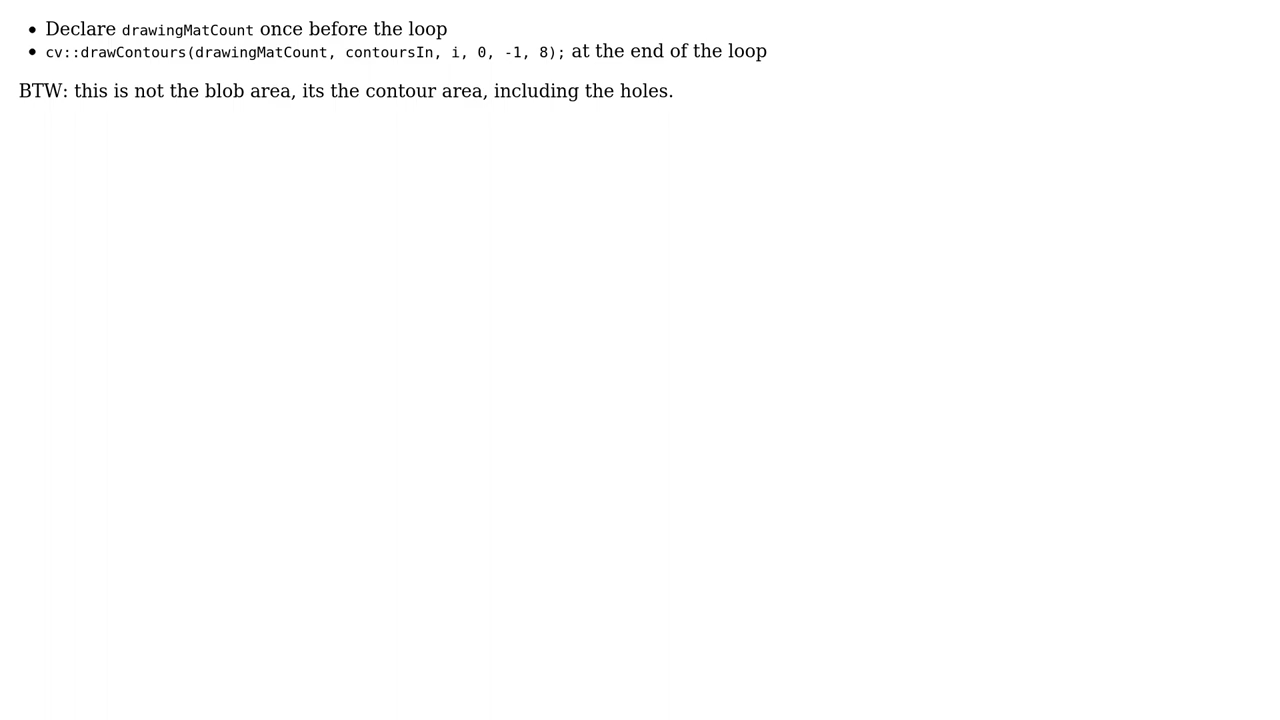 • Declare drawingMatCount once before the loop
• cv::drawContours(drawingMatCount, contoursIn, i, 0, -1, 8); at the end of the loop
BTW: this is not the blob area, its the contour area, including the holes.